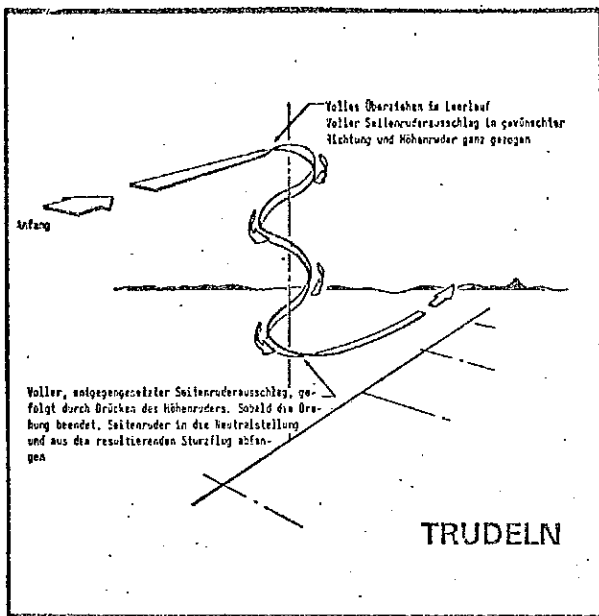 Volles Überziehen im Leerlauf
Voller Seitenruderausschlag in gewünschter
Richtung und Höhenruder ganz gezogen
Anfang
Voller, entgegengesetzter Seitenruderausschlag, ge-
folgt durch Drücken des Höhenruders. Sobald die Dre-
hung beendet, Seitenruder in die Neutralstellung
und aus dem resultierenden Sturzflug abfan-
gen
TRUDELN